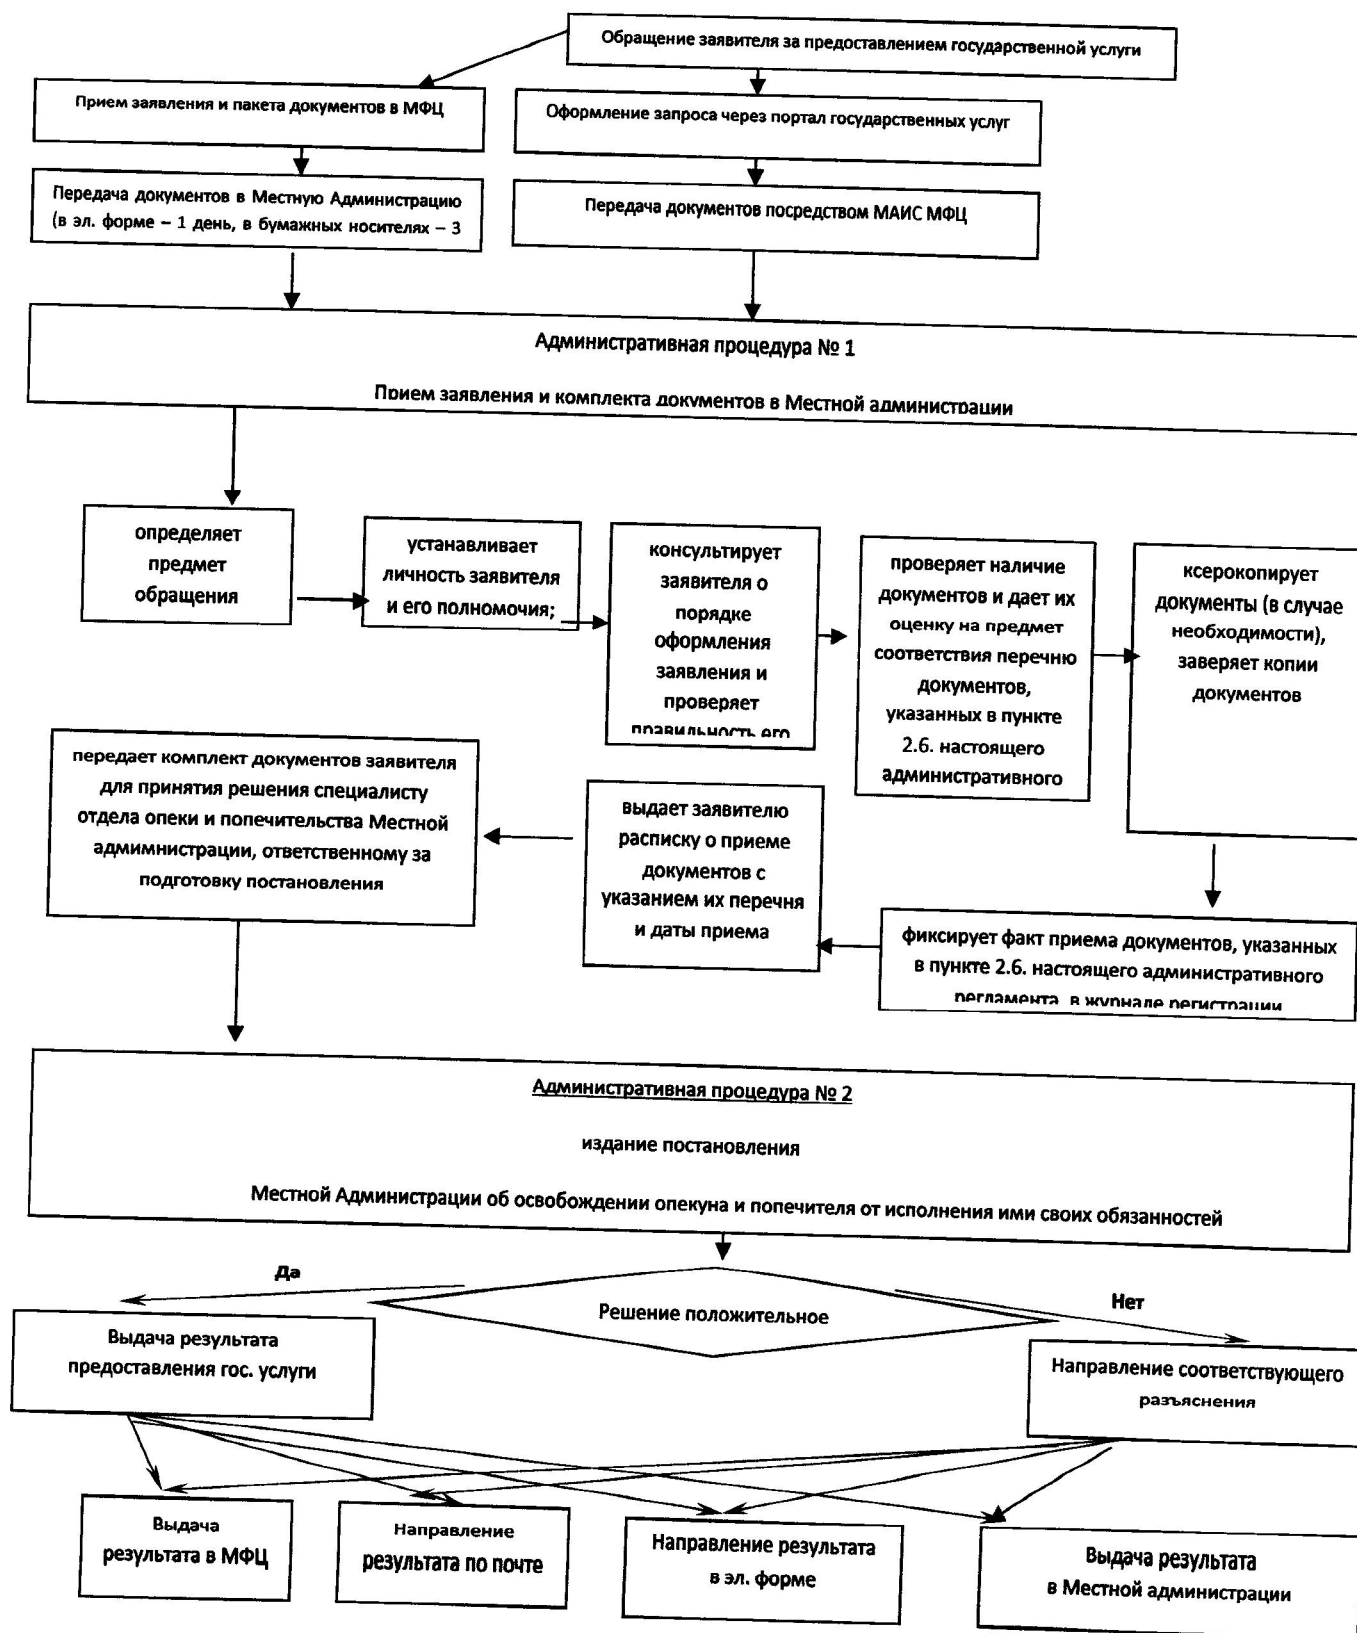 Обращение заявителя за предоставлением государственной услуги
Прием заявления и пакета документов в МФЦ
Оформление запроса через портал государственных услуг
Передача документов в Местную Администрацию
(в эл. форме – 1 день, в бумажных носителях – 3
Передача документов посредством МАИС МФЦ
Административная процедура № 1
Прием заявления и комплекта документов в Местной администрации
определяет
предмет
обращения
устанавливает
личность заявителя
и его полномочия;
консультирует
заявителя о
порядке
оформления
заявления и
проверяет
правильность его
проверяет наличие
документов и дает их
оценку на предмет
соответствия перечню
документов,
указанных в пункте
2.6. настоящего
административного
ксерокопирует
документы (в случае
необходимости),
заверяет копии
документов
фиксирует факт приема документов, указанных
в пункте 2.6. настоящего административного
регламента, в журнале регистрации
выдает заявителю
расписку о приеме
документов с
указанием их перечня
и даты приема
передает комплект документов заявителя
для принятия решения специалисту
отдела опеки и попечительства Местной
адмимнистрации, ответственному за
подготовку постановления
Административная процедура № 2
издание постановления
Местной Администрации об освобождении опекуна и попечителя от исполнения ими своих обязанностей
Да
Решение положительное
Нет
Выдача результата
предоставления гос. услуги
Направление соответствующего
разъяснения
Выдача
результата в МФЦ
Направление
результата по почте
Направление результата
в эл. форме
Выдача результата
в Местной администрации